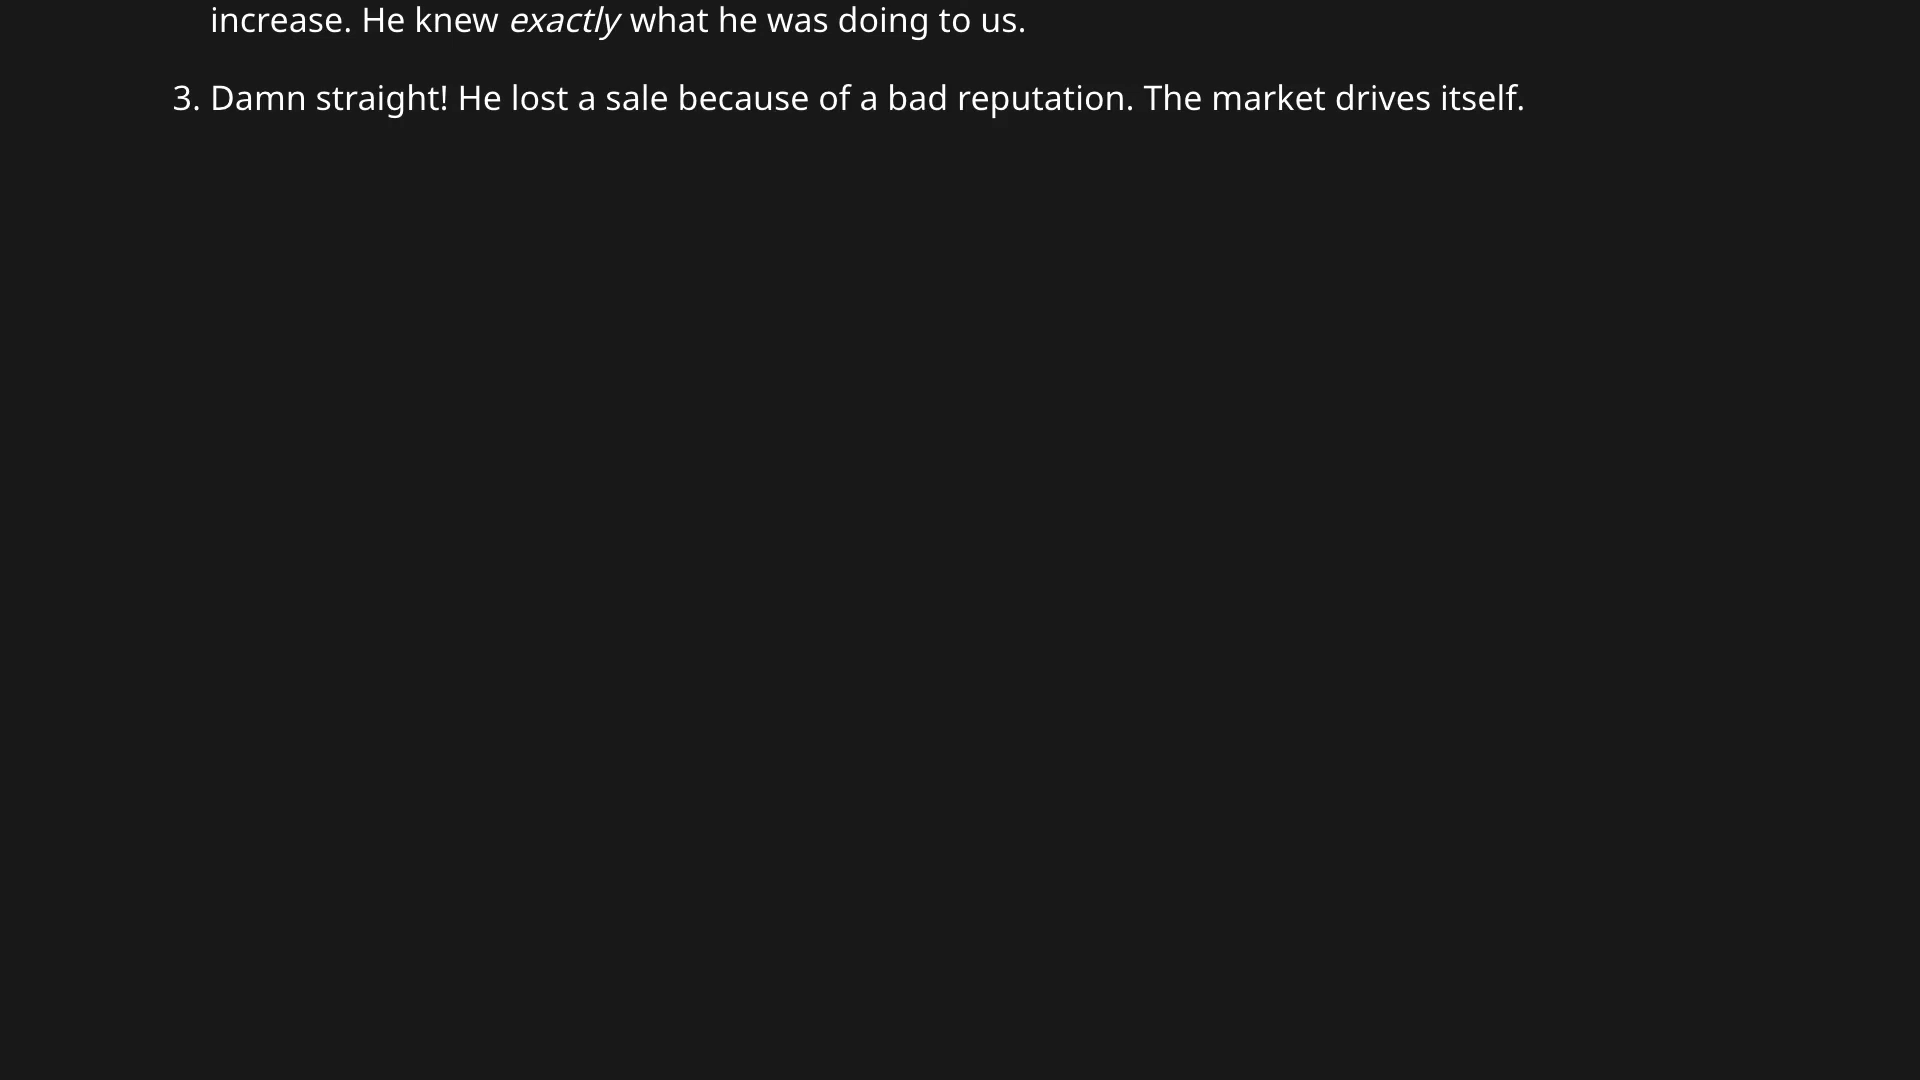 increase. He knew exactly what he was doing to us.
3. Damn straight! He lost a sale because of a bad reputation. The market drives itself.